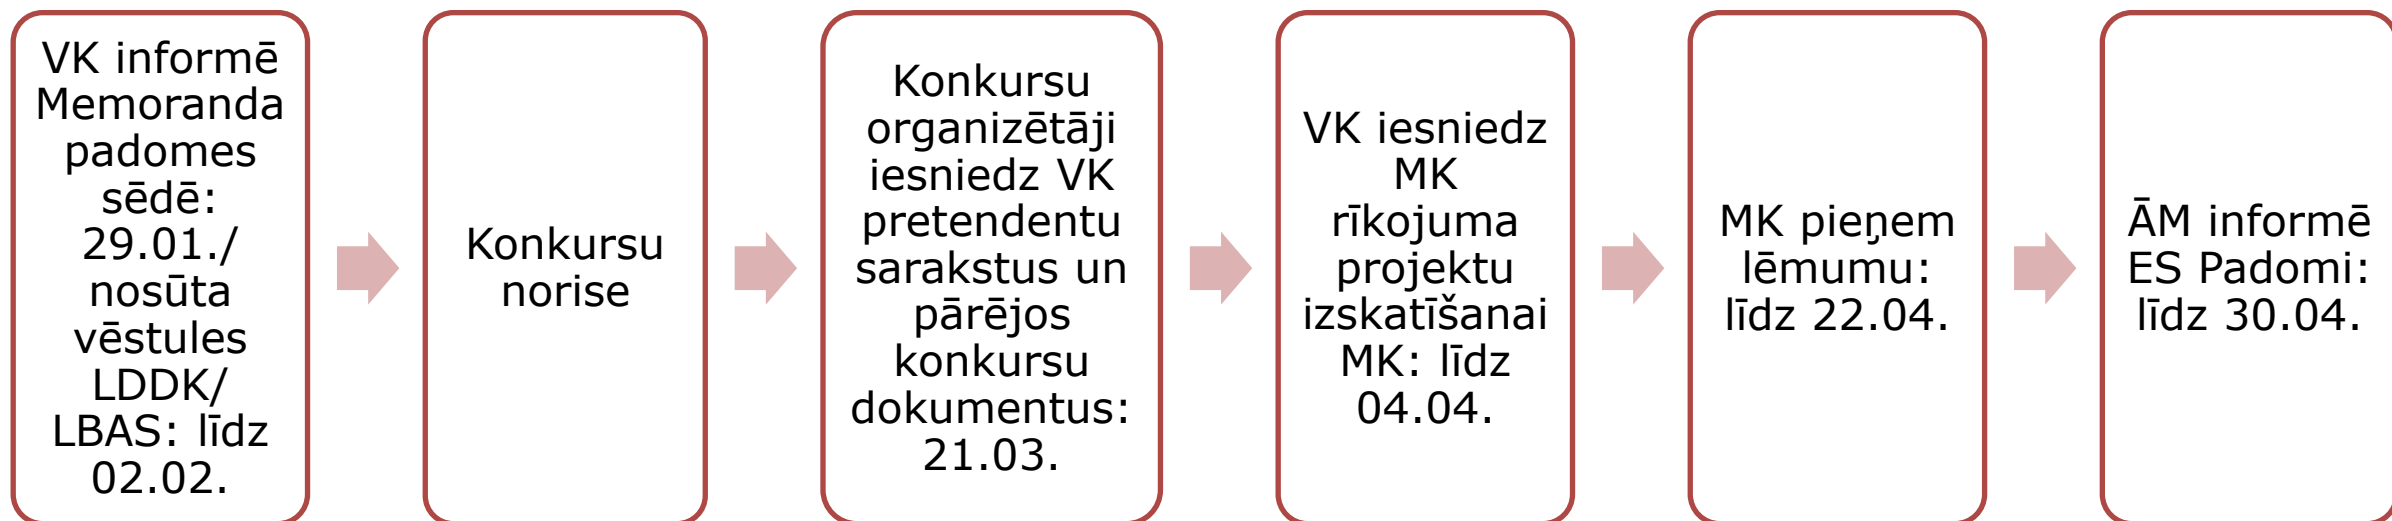 VK informē
Memoranda
padomes
sēdē:
29.01./
nosūta
vēstules
LDDK/
LBAS: līdz
02.02.
Konkursu
norise
Konkursu
organizētāji
iesniedz VK
pretendentu
sarakstus un
pārējos
konkursu
dokumentus:
21.03.
VK iesniedz
MK
rīkojuma
projektu
izskatīšanai
MK: līdz
04.04.
MK pieņem
lēmumu:
līdz 22.04.
ĀM informē
ES Padomi:
līdz 30.04.